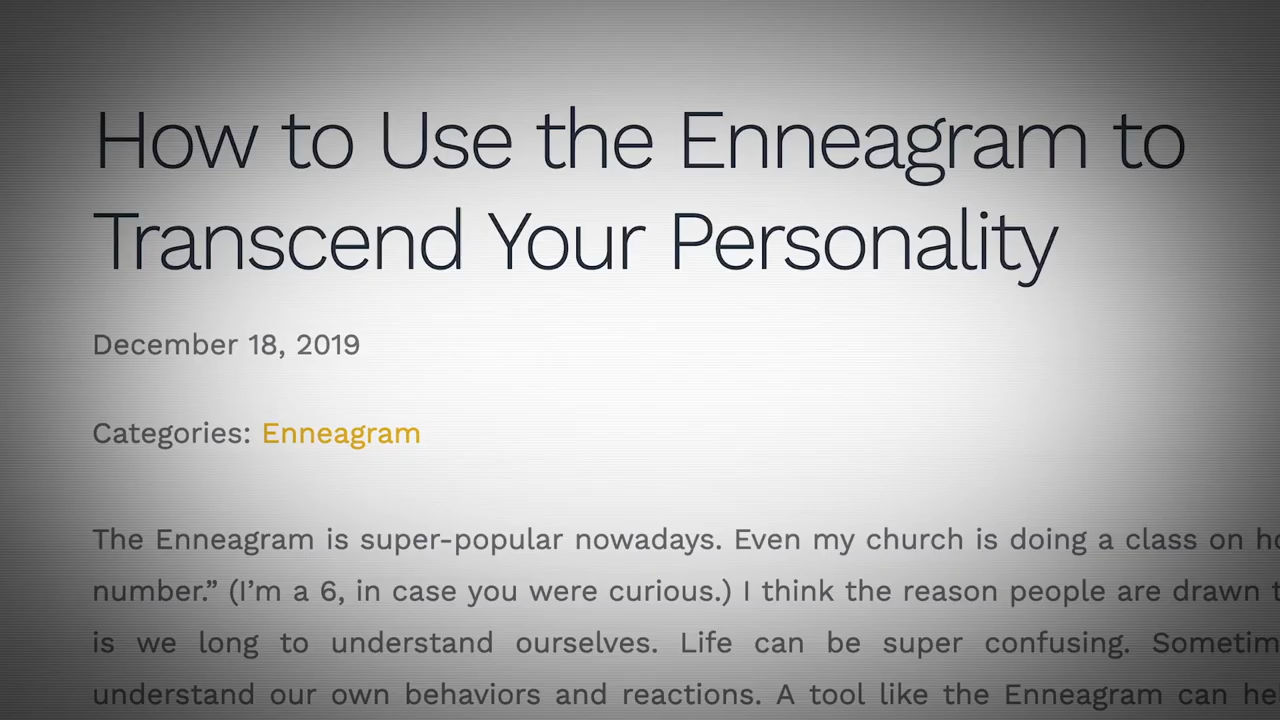 How to Use the Enneagram to
Transcend Your Personality
December 18, 2019
Categories: Enneagram
The Enneagram is super-popular nowadays. Even my church is doing a class on
number.” (I’m a 6, in case you were curious.) I think the reason people are drawn
is we long to understand ourselves. Life can be super confusing.
understand our own behaviors and reactions. A tool like the Enneagram can